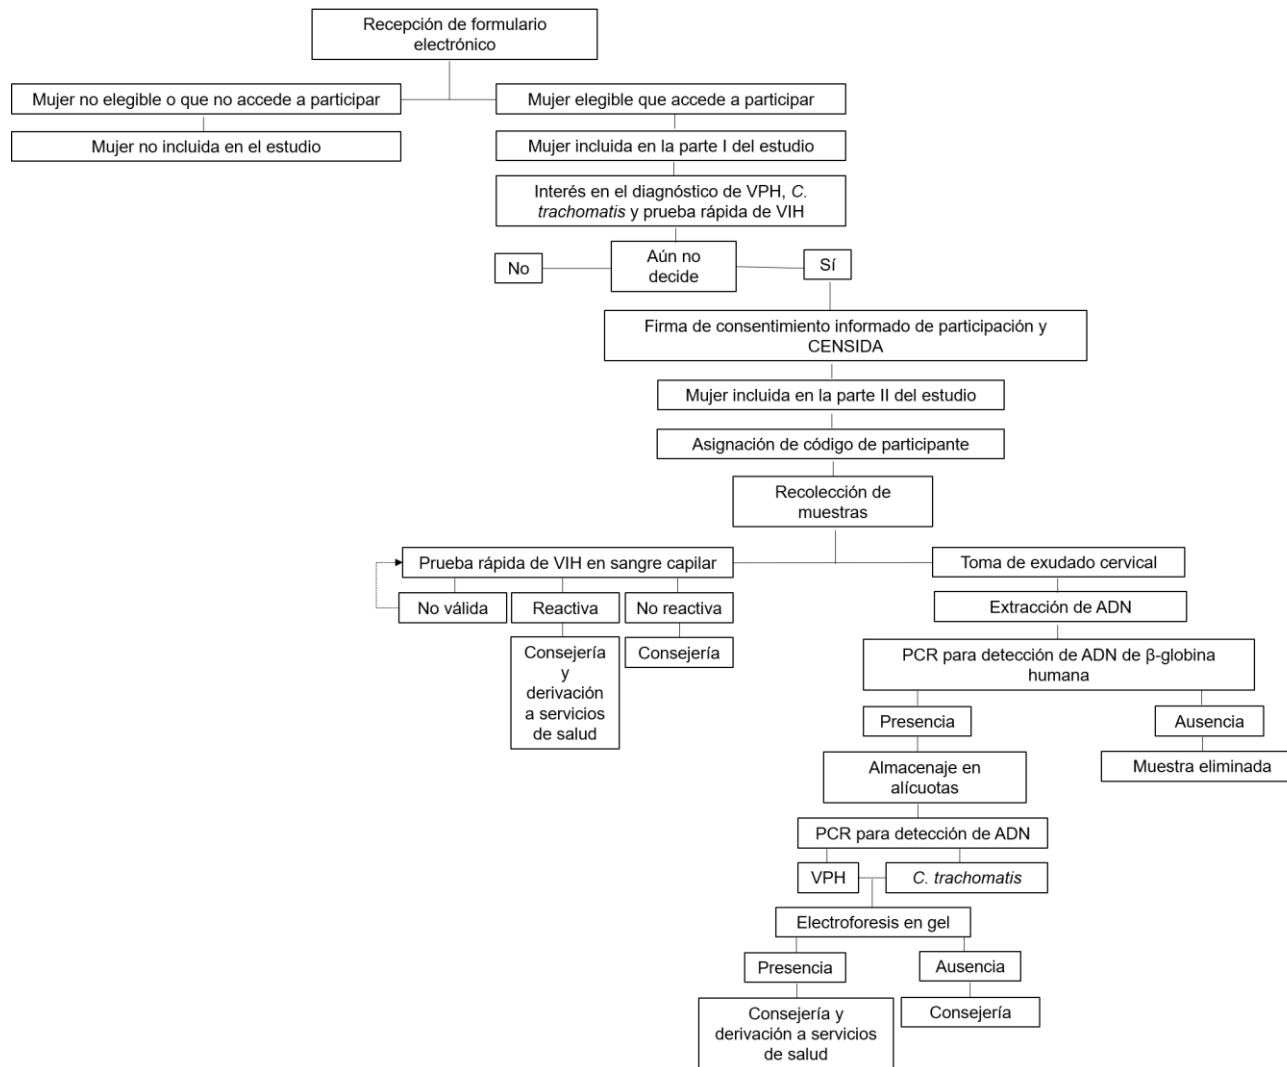 Recepción de formulario
electrónico
Mujer no elegible o que no accede a participar
Mujer elegible que accede a participar
Mujer no incluida en el estudio
Mujer incluida en la parte I del estudio
Interés en el diagnóstico de VPH, C.
trachomatis y prueba rápida de VIH
No
Aún no
decide
Sí
Firma de consentimiento informado de participación y
CENSIDA
Mujer incluida en la parte II del estudio
Asignación de código de participante
Recolección de
muestras
Prueba rápida de VIH en sangre capilar
Toma de exudado cervical
No válida
Reactiva
No reactiva
Extracción de ADN
Consejería
y
derivación
a servicios
de salud
Consejería
PCR para detección de ADN de β-globina
humana
Presencia
Ausencia
Almacenaje en
alícuotas
Muestra eliminada
PCR para detección de ADN
VPH
C. trachomatis
Electroforesis en gel
Presencia
Ausencia
Consejería y
derivación a servicios
de salud
Consejería